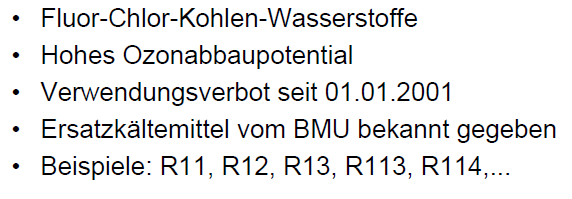 • Fluor-Chlor-Kohlen-Wasserstoffe
• Hohes Ozonabbaupotential
• Verwendungsverbot seit 01.01.2001
• Ersatzkältemittel vom BMU bekannt gegeben
• Beispiele: R11, R12, R13, R113, R114,...